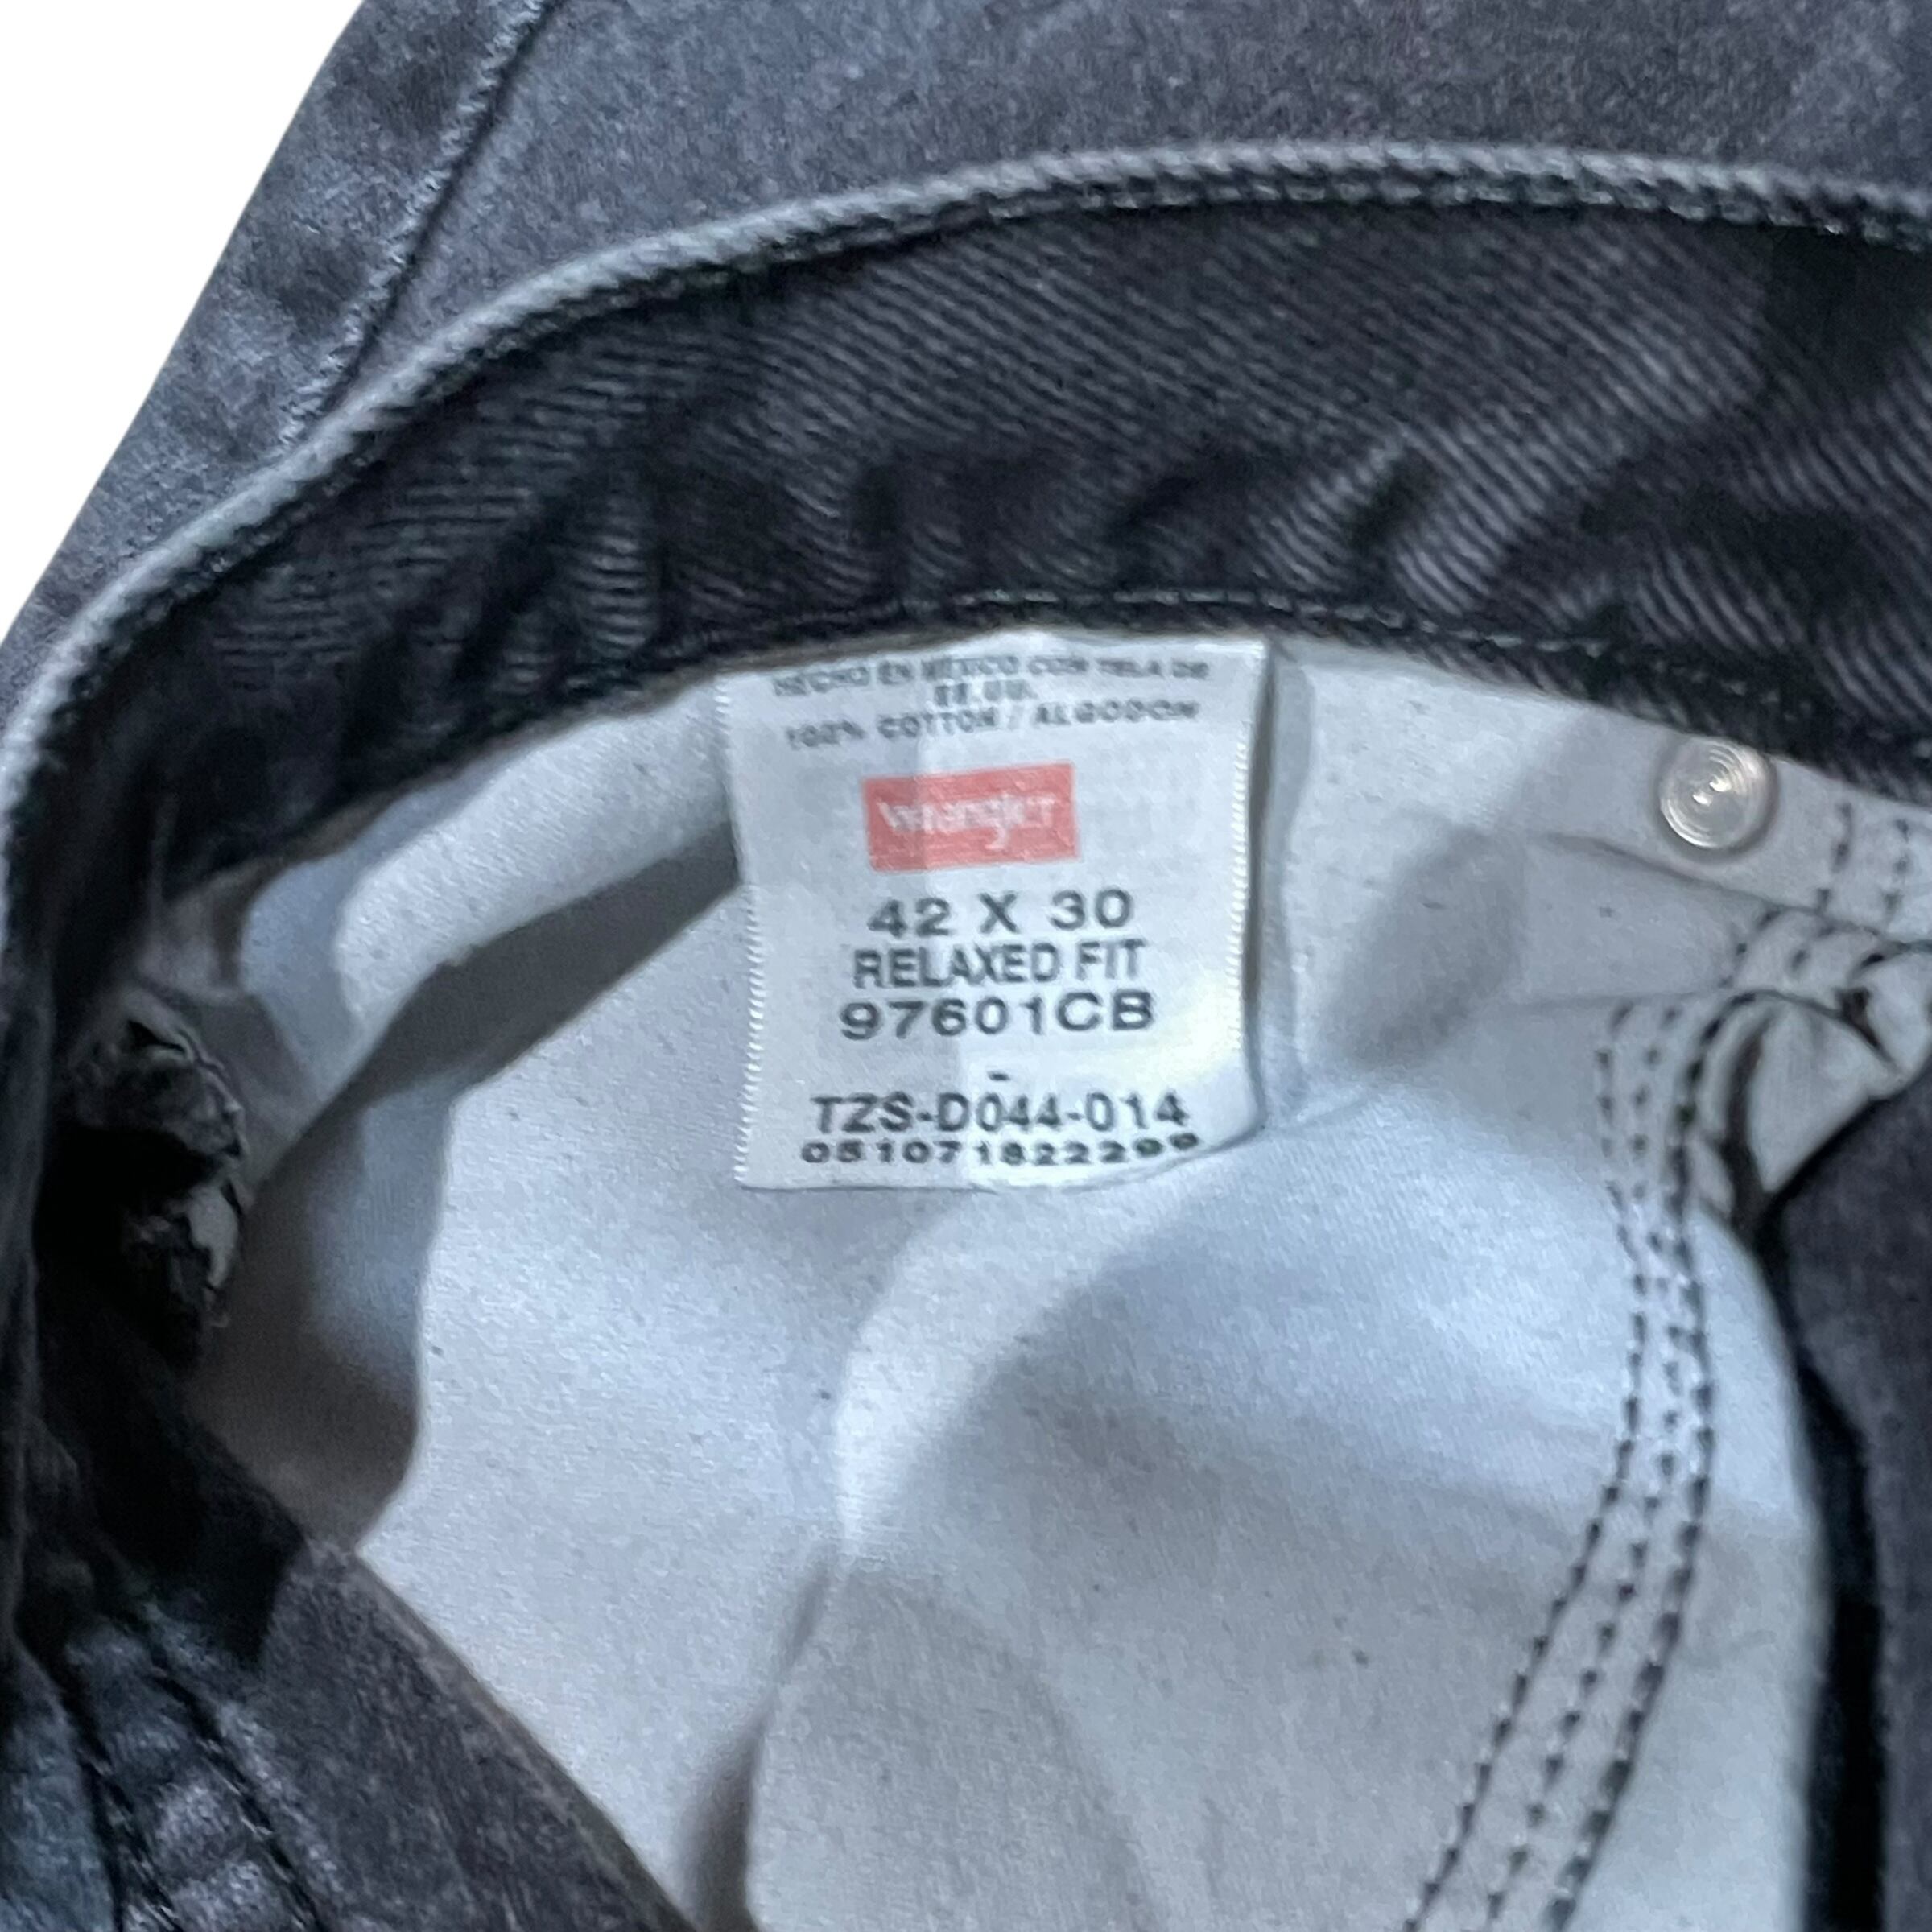 HECHO EN MEXICO CON TELA DE
EE.UU.
100% COTTON / ALGODON
Wrangler
42 X 30
RELAXED FIT
97601CB
-
TZS-D044-014
051071822299